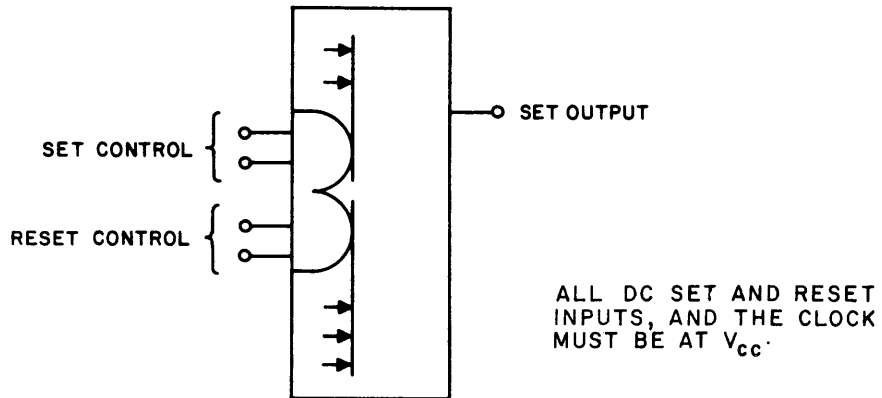 SET OUTPUT
SET CONTROL
RESET CONTROL
ALL DC SET AND RESET
INPUTS, AND THE CLOCK
MUST BE AT Vcc.